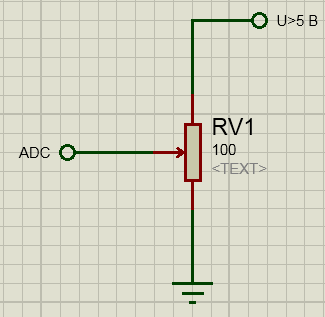 U>5 В
RV1
ADC
100
<TEXT>